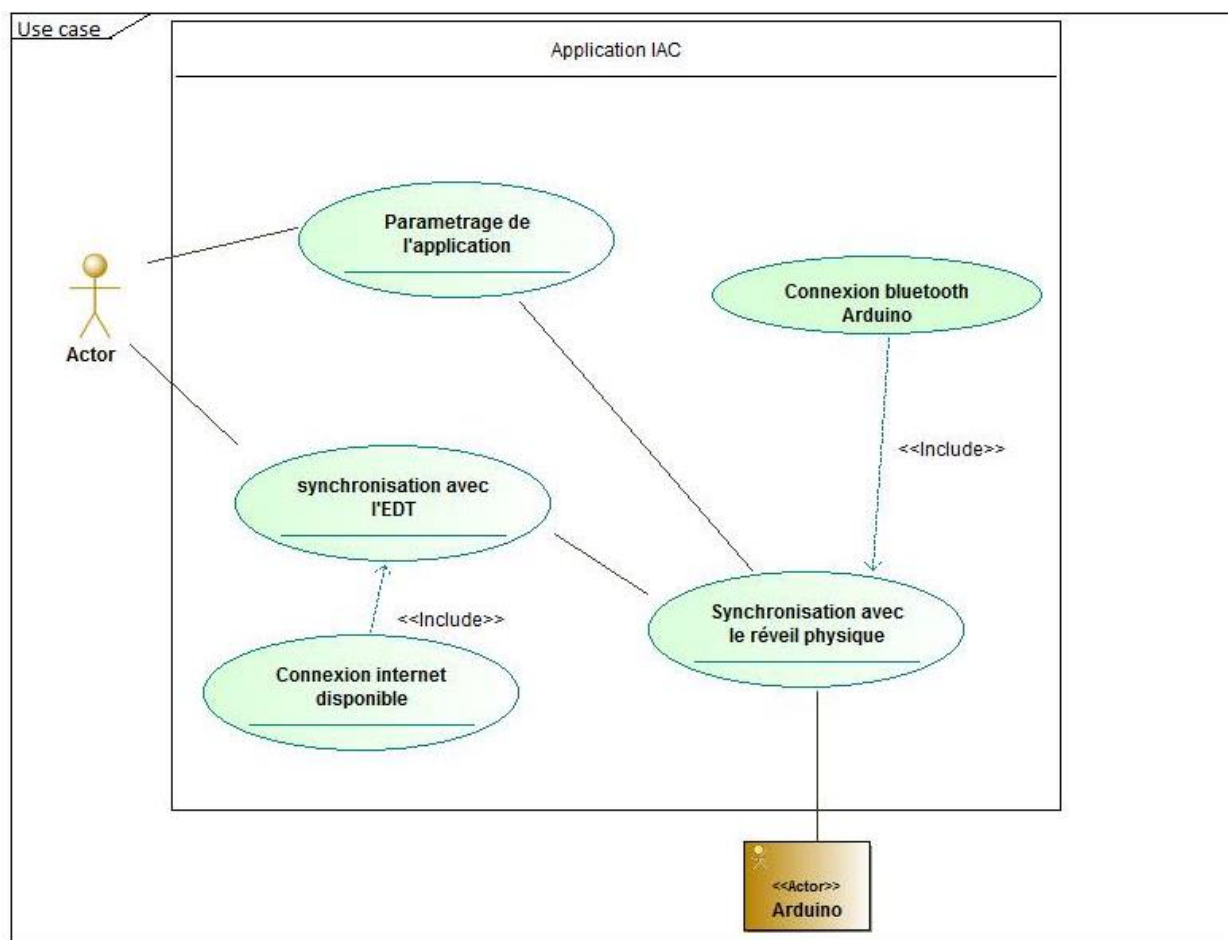 Use case
Application IAC
Parametrage de
l'application
Connexion bluetooth
Arduino
Actor
<<Include>>
synchronisation avec
l'EDT
<<Include>>
Synchronisation avec
le réveil physique
Connexion internet
disponible
<<Actor>>
Arduino